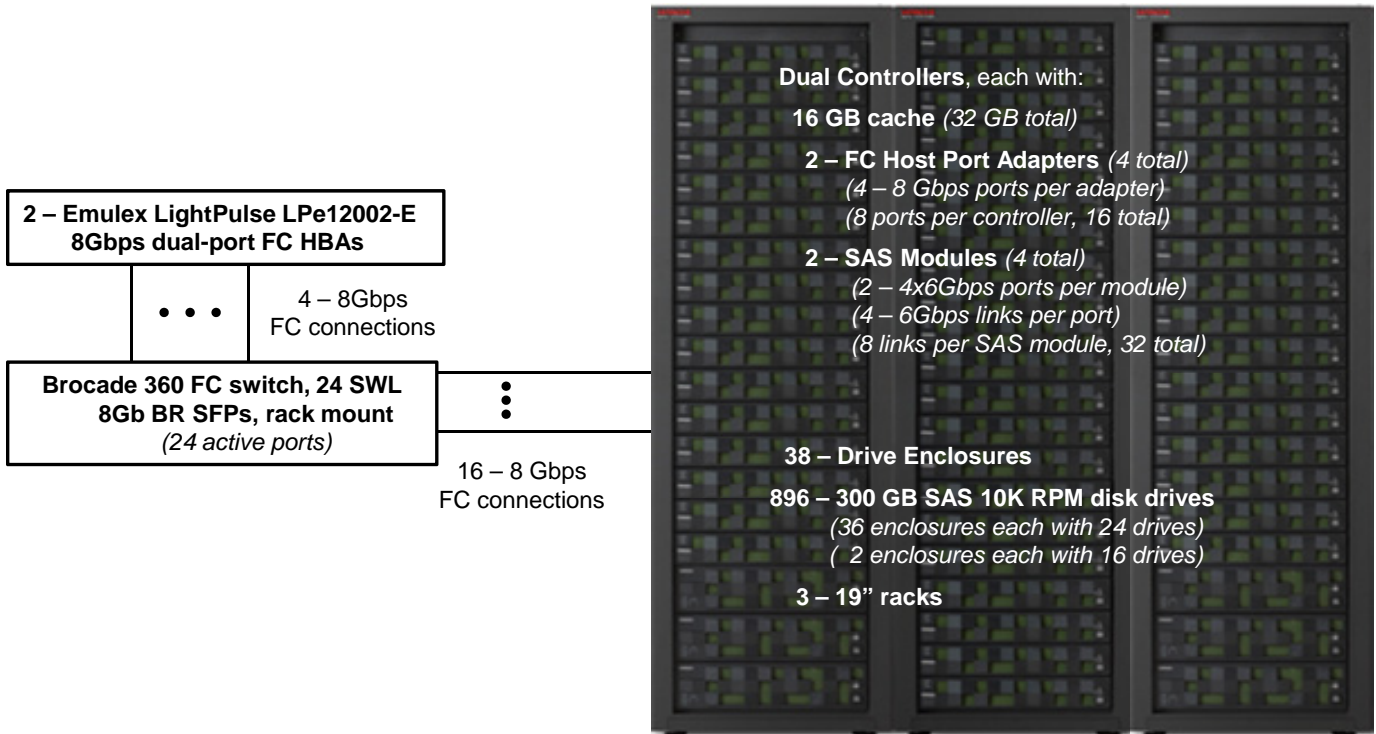 2 – Emulex LightPulse LPe12002-E
8Gbps dual-port FC HBAs
4 – 8Gbps
FC connections
Brocade 360 FC switch, 24 SWL
8Gb BR SFPs, rack mount
(24 active ports)
16 – 8 Gbps
FC connections
Dual Controllers, each with:
16 GB cache (32 GB total)
2 – FC Host Port Adapters (4 total)
(4 – 8 Gbps ports per adapter)
(8 ports per controller, 16 total)
2 – SAS Modules (4 total)
(2 – 4x6Gbps ports per module)
(4 – 6Gbps links per port)
(8 links per SAS module, 32 total)
38 – Drive Enclosures
896 – 300 GB SAS 10K RPM disk drives
(36 enclosures each with 24 drives)
( 2 enclosures each with 16 drives)
3 – 19” racks